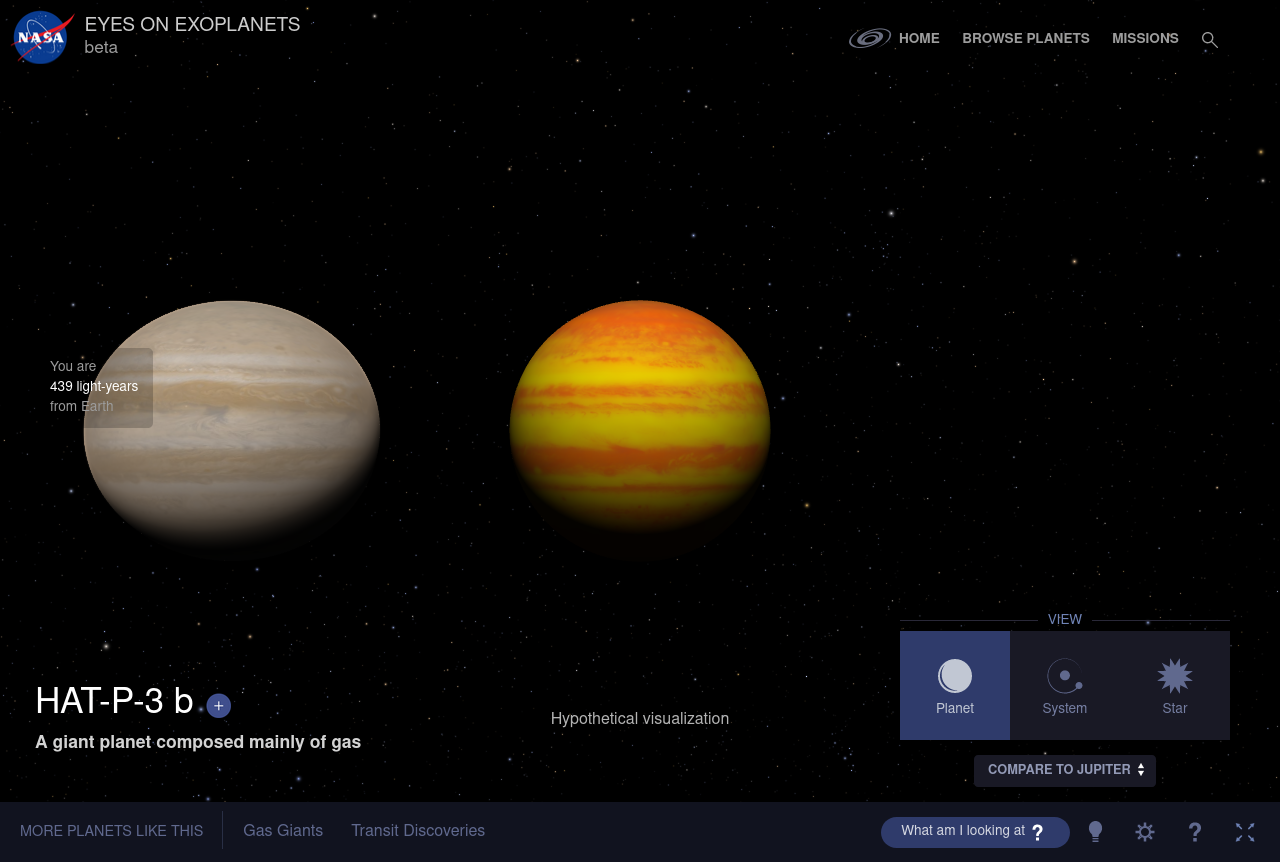 NASA
EYES ON EXOPLANETS
beta
HOME
BROWSE PLANETS
MISSIONS
You are
439 light-years
from Earth
VIEW
Planet
System
Star
HAT-P-3 b +
A giant planet composed mainly of gas
Hypothetical visualization
COMPARE TO JUPITER
MORE PLANETS LIKE THIS
Gas Giants
Transit Discoveries
What am I looking at ?
?